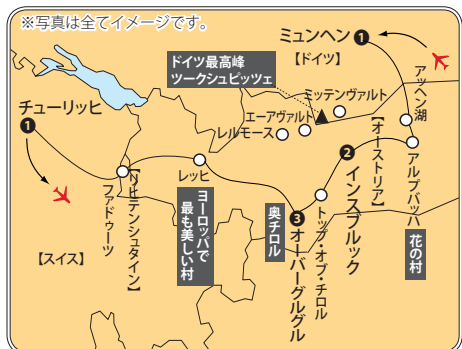 ※写真は全てイメージです。
ミュンヘン❶
【ドイツ】
ドイツ最高峰
ツークシュピッツェ
ミッテンヴァルト
エーアヴァルト
レルモース
アッヘン湖
チューリッヒ
❶
【オーストリア】
❷
インスブルック
アルプバッハ
花の村
レッヒ
ヨーロッパで
最も美しい村
【リヒテンシュタイン】
ファドゥーツ
奥チロル
❸
オーバーグルグル
トップ・オブ・チロル
【スイス】